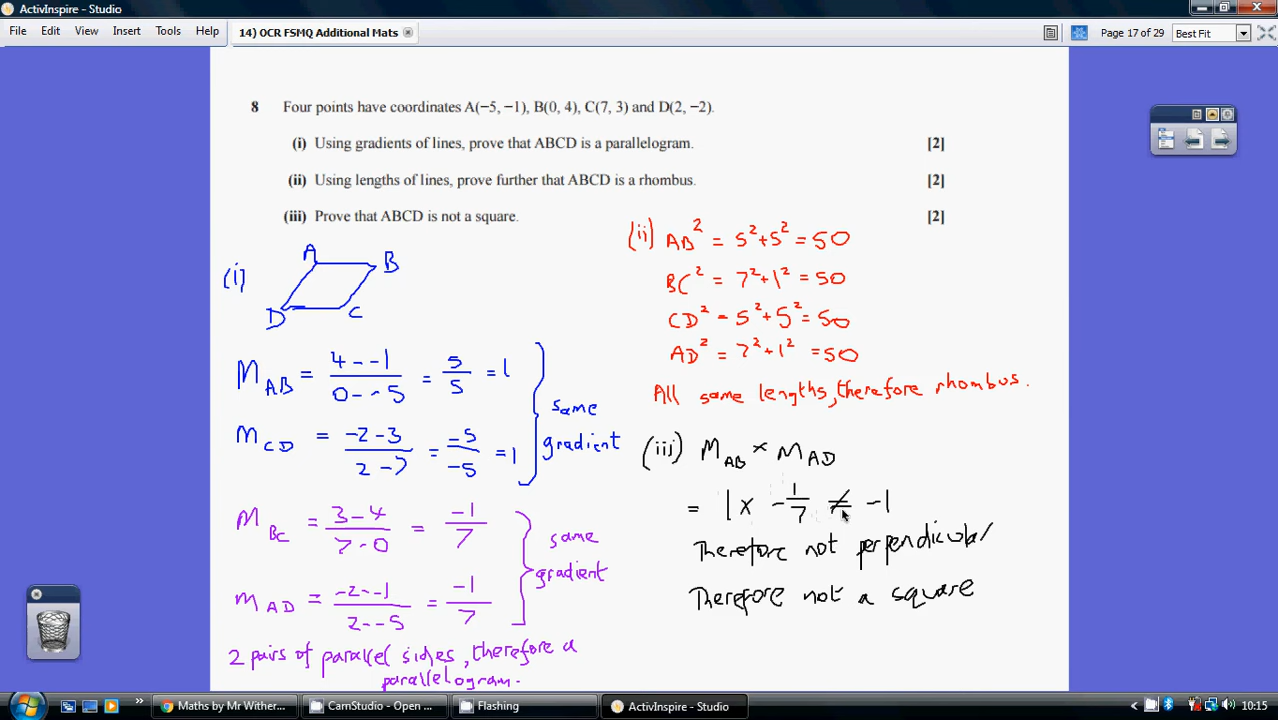 ActivInspire - Studio
File Edit View Insert Tools Help
14) OCR FSMQ Additional Mats
Page 17 of 29
Best Fit
8 Four points have coordinates A(−5, −1), B(0, 4), C(7, 3) and D(2, −2).
(i) Using gradients of lines, prove that ABCD is a parallelogram. [2]
(ii) Using lengths of lines, prove further that ABCD is a rhombus. [2]
(iii) Prove that ABCD is not a square. [2]
(i)
A B
D C
M_AB = (4--1)/(0--5) = 5/5 = 1
M_CD = (-2-3)/(2-7) = -5/-5 = 1
same
gradient
M_BC = (3-4)/(7-0) = -1/7
M_AD = (-2--1)/(2--5) = -1/7
same
gradient
2 pairs of parallel sides, therefore a
parallelogram.
(ii) AB² = 5²+5² = 50
BC² = 7²+1² = 50
CD² = 5²+5² = 50
AD² = 7²+1² = 50
All same lengths, therefore rhombus.
(iii) M_AB × M_AD
= 1 × -1/7 ≠ -1
Therefore not perpendicular
Therefore not a square
Maths by Mr Wither...
CamStudio - Open ...
Flashing
ActivInspire - Studio
10:15